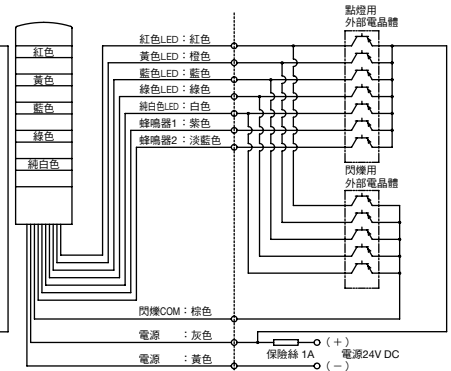 點燈用
外部電晶體
紅色
黃色
藍色
綠色
純白色
紅色LED：紅色
黃色LED：橙色
藍色LED：藍色
綠色LED：綠色
純白色LED：白色
蜂鳴器1：紫色
蜂鳴器2：淡藍色
閃爍用
外部電晶體
閃爍COM：棕色
電源 ：灰色
電源 ：黃色
保險絲 1A
(＋)
電源24V DC
(－)